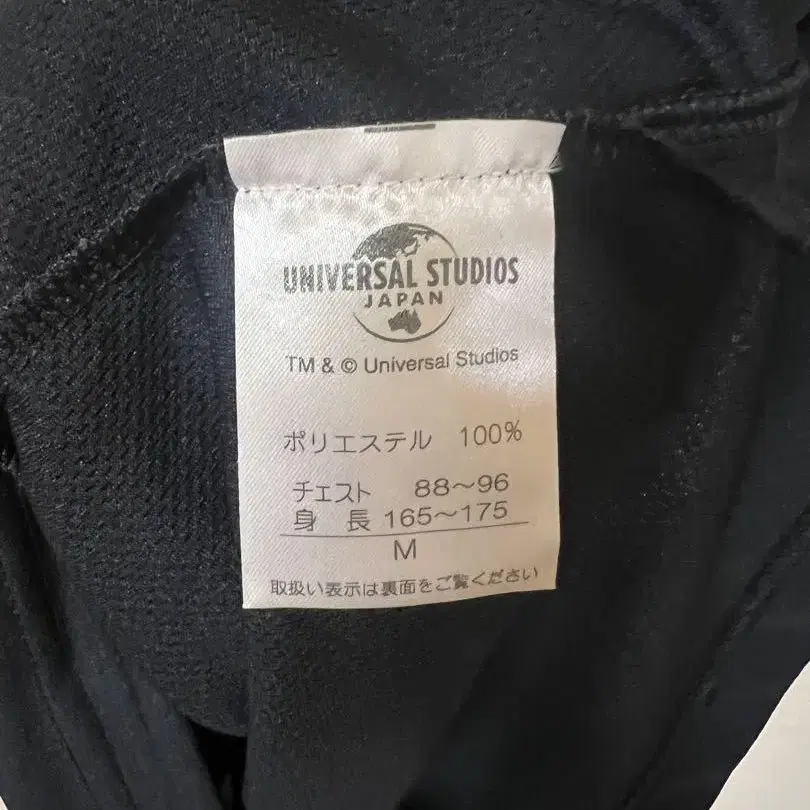 UNIVERSAL STUDIOS
JAPAN
TM & © Universal Studios
ポリエステル 100%
チェスト 88〜96
身 長 165〜175
M
取扱い表示は裏面をご覧ください